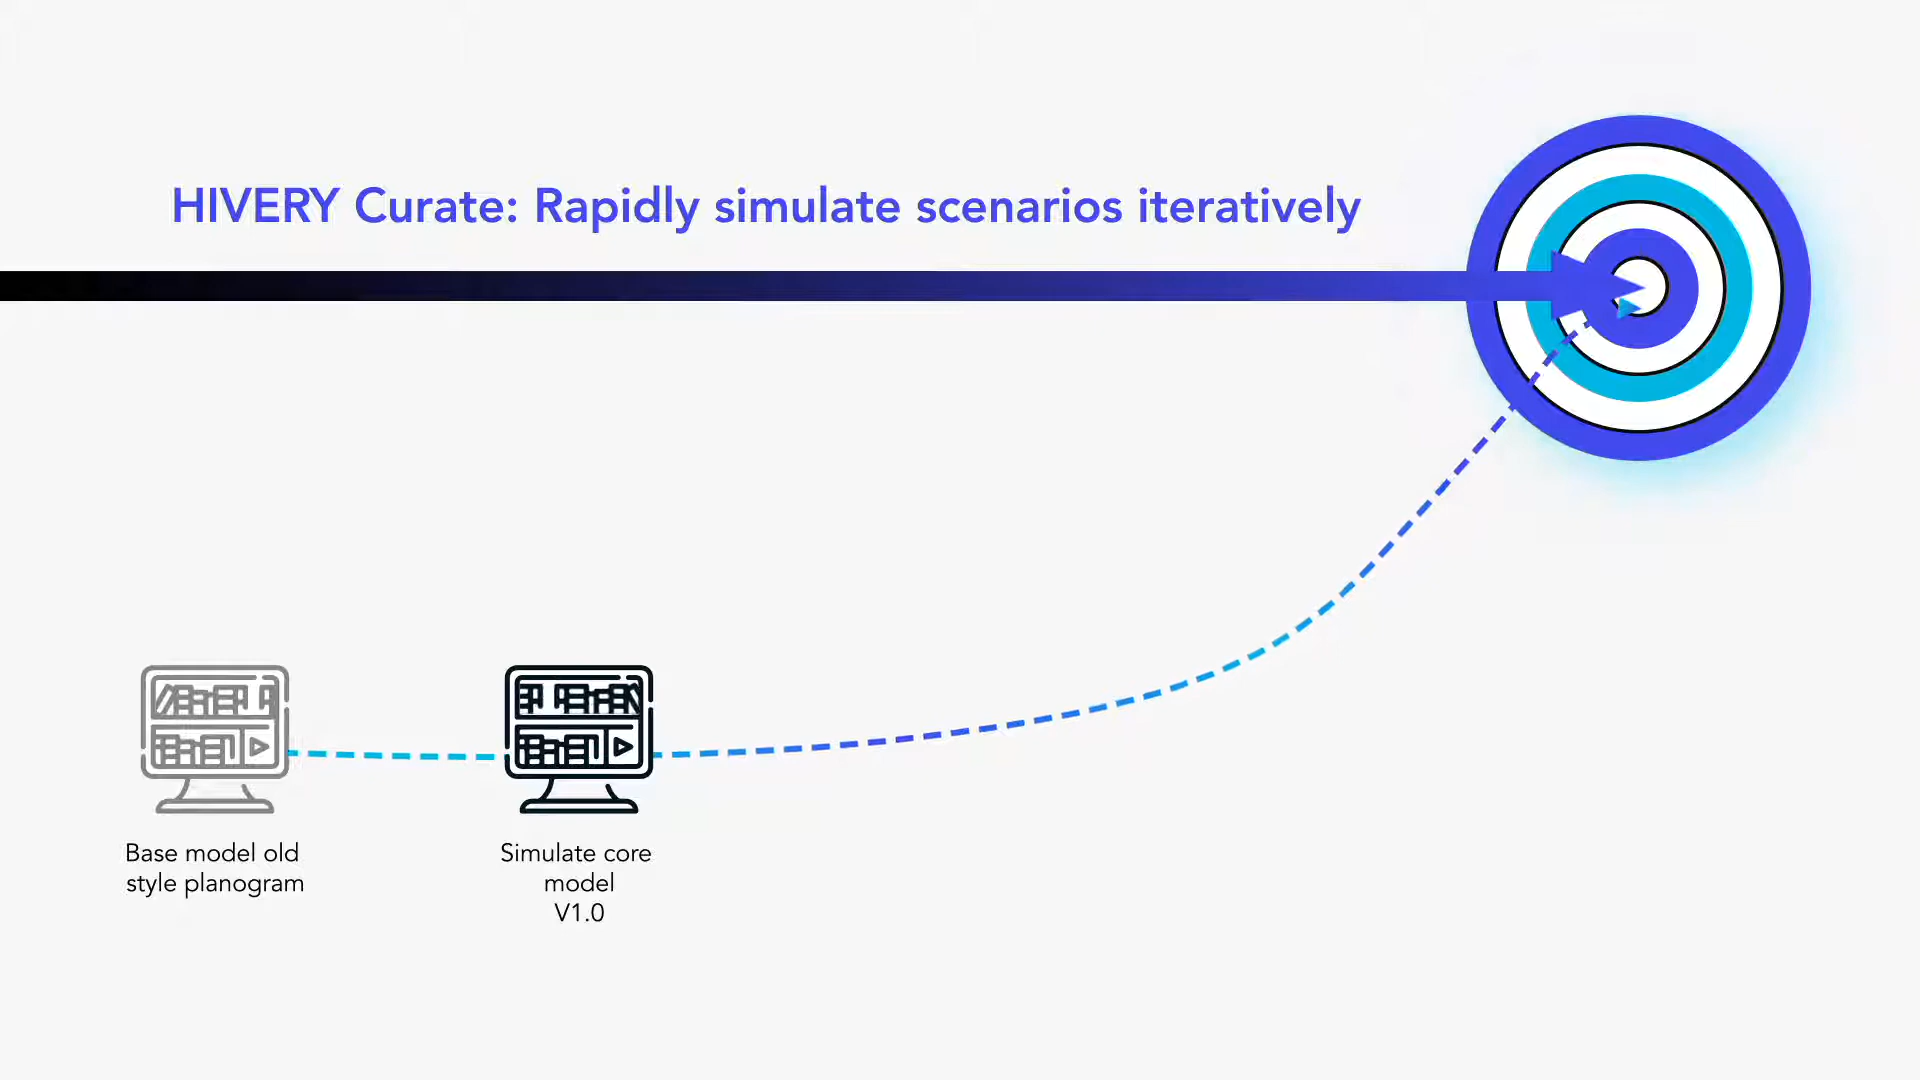 HIVERY Curate: Rapidly simulate scenarios iteratively
Base model old
style planogram
Simulate core
model
V1.0